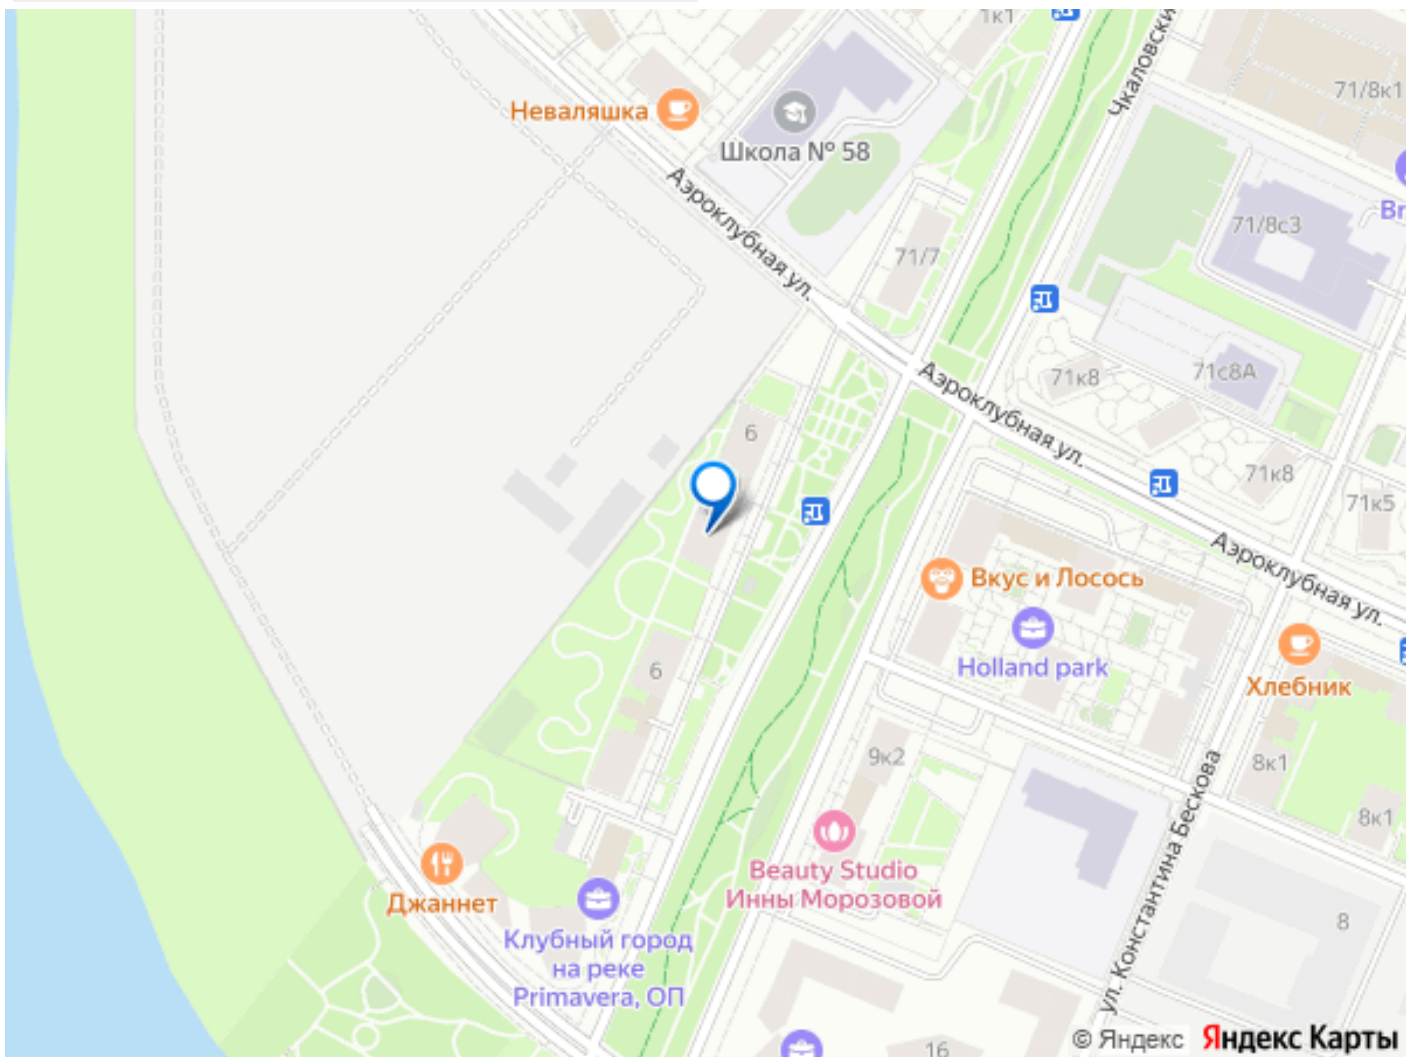 1к1
Чкаловски
71/8к1
Неваляшка
Школа № 58
Аэроклубная ул.
71/7
71/8с3
Br
71к8
71с8А
Аэроклубная ул.
6
71к8
71к5
Аэроклубная ул.
Вкус и Лосось
Holland park
6
Хлебник
9к2
8к1
ул. Константина Бескова
8к1
Beauty Studio
Инны Морозовой
Джаннет
8
Клубный город
на реке
Primavera, ОП
16
© Яндекс Яндекс Карты